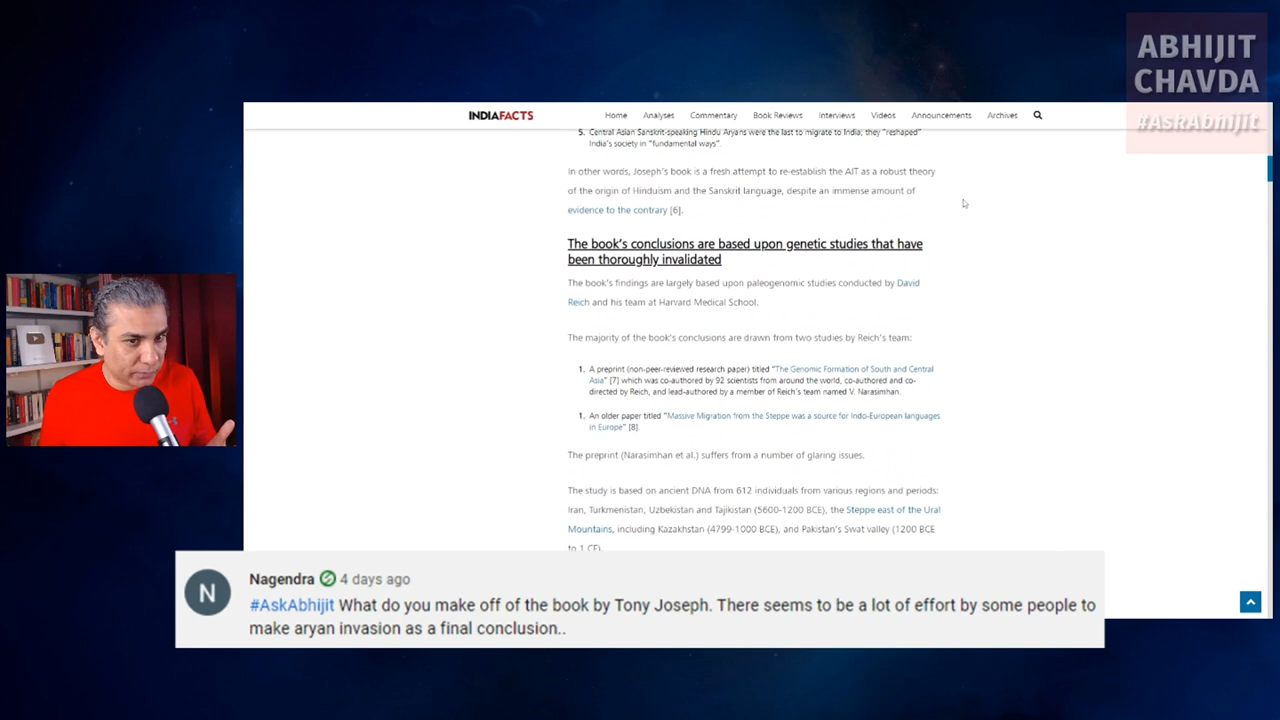 ABHIJIT
CHAVDA
#AskAbhijit
INDIAFACTS Home Analyses Commentary Book Reviews Interviews Videos Announcements Archives
5. Central Asian Sanskrit-speaking Hindu Aryans were the last to migrate to India; they "reshaped"
India's society in "fundamental ways".
In other words, Joseph's book is a fresh attempt to re-establish the AIT as a robust theory
of the origin of Hinduism and the Sanskrit language, despite an immense amount of
evidence to the contrary [6].
The book's conclusions are based upon genetic studies that have
been thoroughly invalidated
The book's findings are largely based upon paleogenomic studies conducted by David
Reich and his team at Harvard Medical School.
The majority of the book's conclusions are drawn from two studies by Reich's team:
1. A preprint (non-peer-reviewed research paper) titled "The Genomic Formation of South and Central
Asia" [7] which was co-authored by 92 scientists from around the world, co-authored and co-
directed by Reich, and lead-authored by a member of Reich's team named V. Narasimhan.
1. An older paper titled "Massive Migration from the Steppe was a source for Indo-European languages
in Europe" [8].
The preprint (Narasimhan et al.) suffers from a number of glaring issues.
The study is based on ancient DNA from 612 individuals from various regions and periods:
Iran, Turkmenistan, Uzbekistan and Tajikistan (5600-1200 BCE), the Steppe east of the Ural
Mountains, including Kazakhstan (4799-1000 BCE), and Pakistan's Swat valley (1200 BCE
to 1 CE).
N
Nagendra 4 days ago
#AskAbhijit What do you make off of the book by Tony Joseph. There seems to be a lot of effort by some people to
make aryan invasion as a final conclusion..